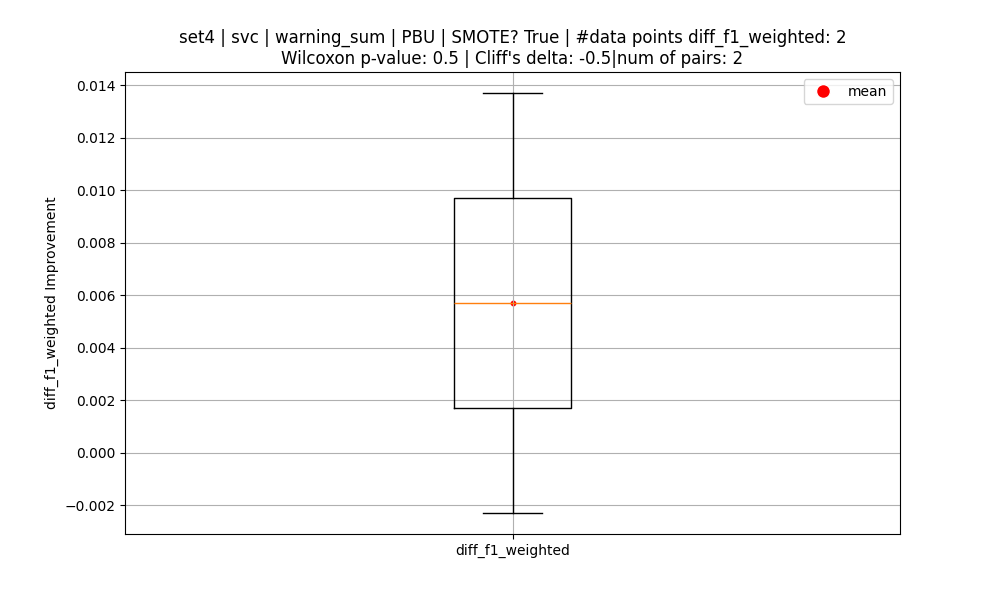 set4 | svc | warning_sum | PBU | SMOTE? True | #data points diff_f1_weighted: 2
Wilcoxon p-value: 0.5 | Cliff's delta: -0.5|num of pairs: 2
mean
0.014
0.012
0.010
0.008
0.006
0.004
0.002
0.000
−0.002
diff_f1_weighted Improvement
diff_f1_weighted